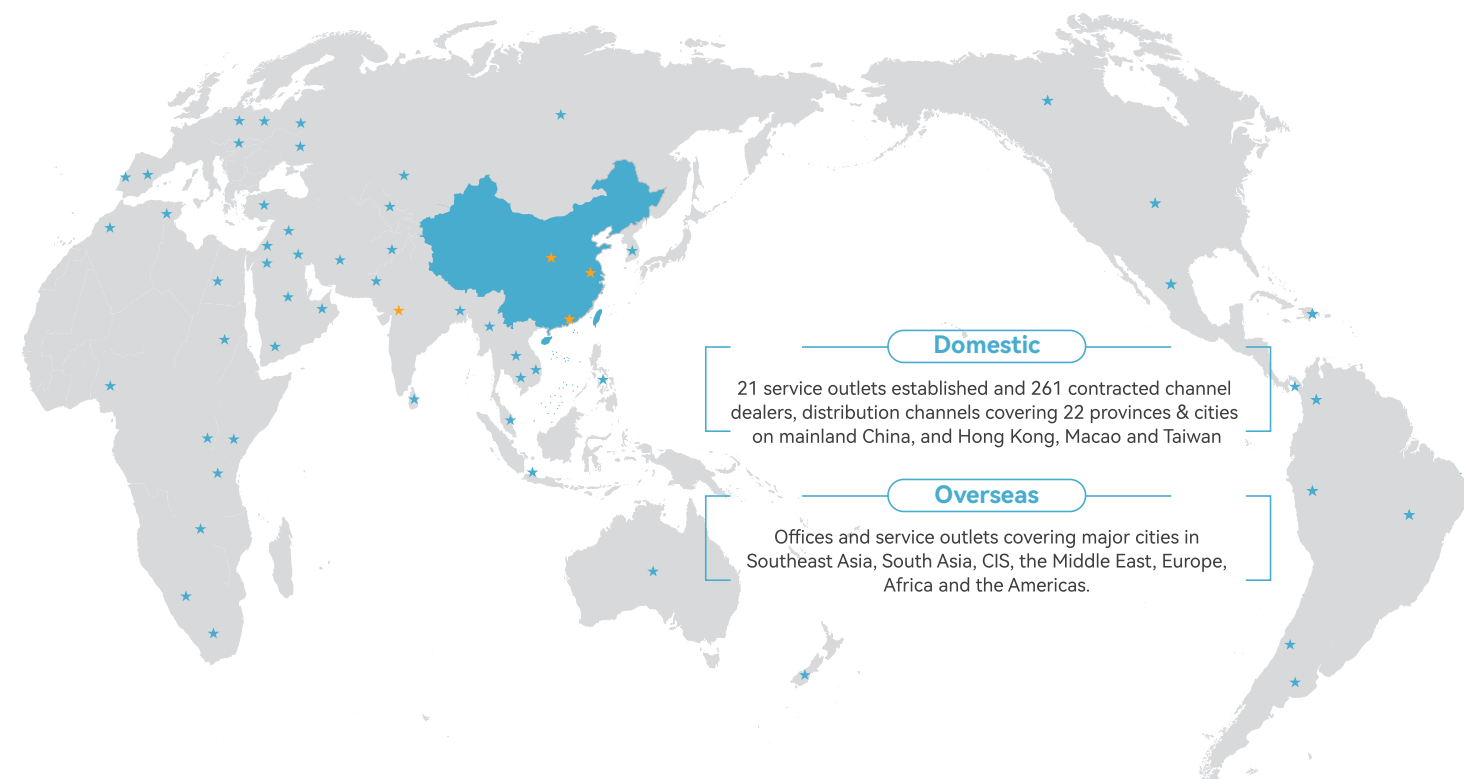 Domestic
21 service outlets established and 261 contracted channel
dealers, distribution channels covering 22 provinces & cities
on mainland China, and Hong Kong, Macao and Taiwan
Overseas
Offices and service outlets covering major cities in
Southeast Asia, South Asia, CIS, the Middle East, Europe,
Africa and the Americas.